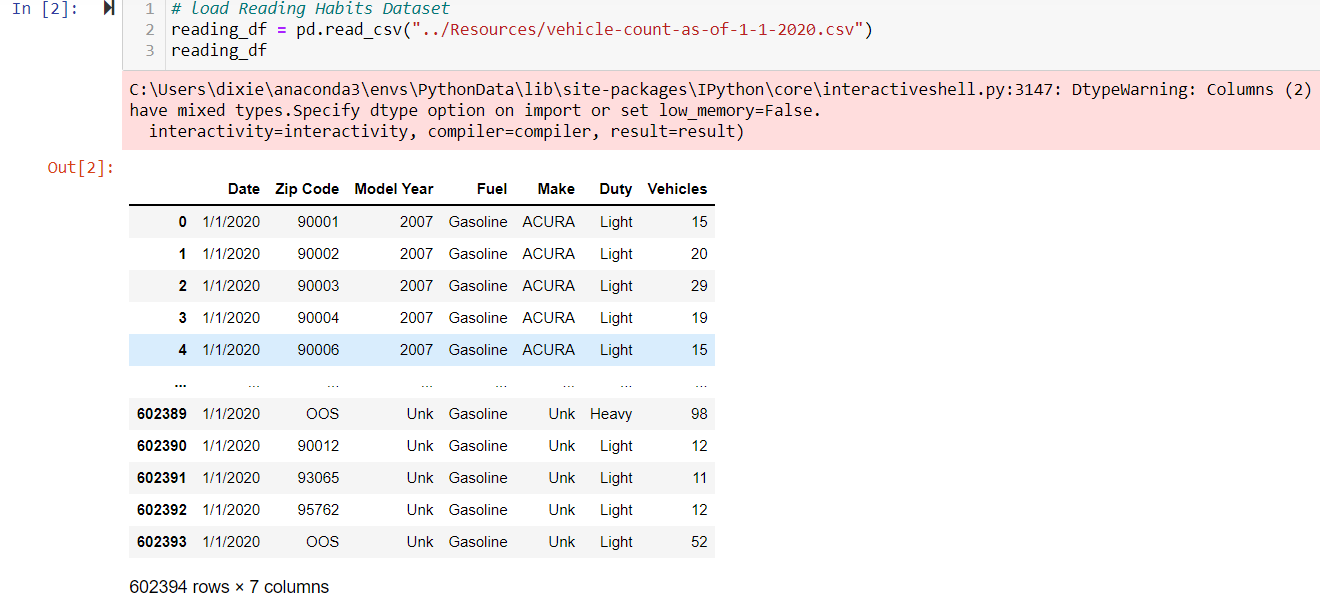 In [2]: 1 # load Reading Habits Dataset
2 reading_df = pd.read_csv("../Resources/vehicle-count-as-of-1-1-2020.csv")
3 reading_df
C:\Users\dixie\anaconda3\envs\PythonData\lib\site-packages\IPython\core\interactiveshell.py:3147: DtypeWarning: Columns (2)
have mixed types.Specify dtype option on import or set low_memory=False.
interactivity=interactivity, compiler=compiler, result=result)
Out[2]:
Date Zip Code Model Year Fuel Make Duty Vehicles
0 1/1/2020 90001 2007 Gasoline ACURA Light 15
1 1/1/2020 90002 2007 Gasoline ACURA Light 20
2 1/1/2020 90003 2007 Gasoline ACURA Light 29
3 1/1/2020 90004 2007 Gasoline ACURA Light 19
4 1/1/2020 90006 2007 Gasoline ACURA Light 15
... ... ... ... ... ... ... ...
602389 1/1/2020 OOS Unk Gasoline Unk Heavy 98
602390 1/1/2020 90012 Unk Gasoline Unk Light 12
602391 1/1/2020 93065 Unk Gasoline Unk Light 11
602392 1/1/2020 95762 Unk Gasoline Unk Light 12
602393 1/1/2020 OOS Unk Gasoline Unk Light 52
602394 rows × 7 columns